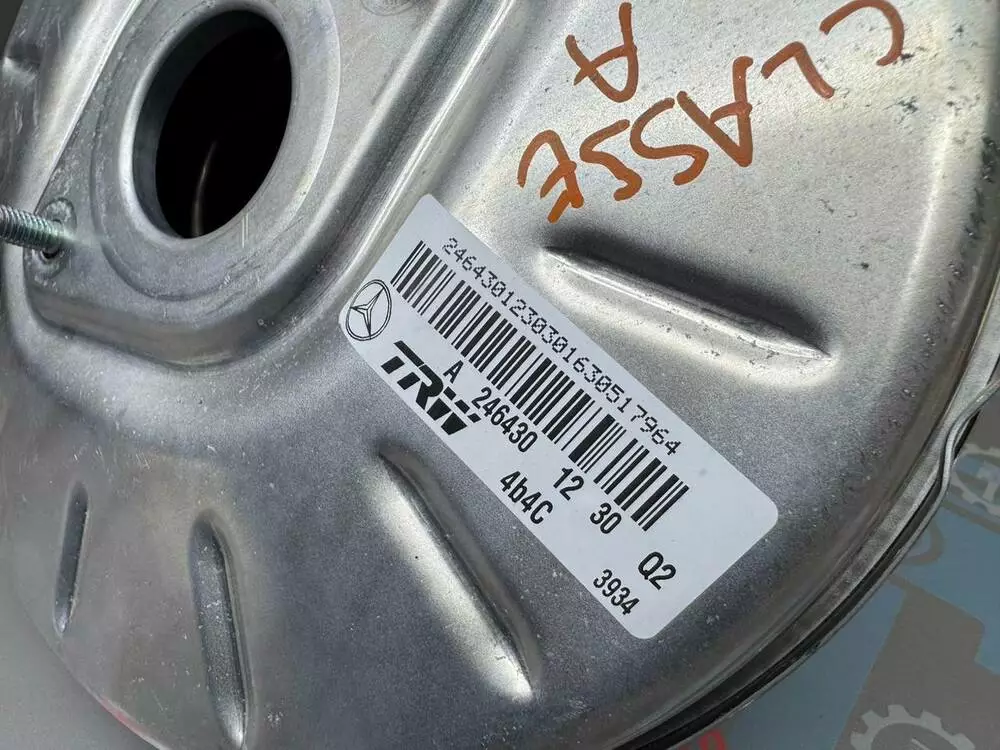 CLASSE
A
2464301230301630517964
TRW
A 246430 12 30 Q2
4b4C 3934